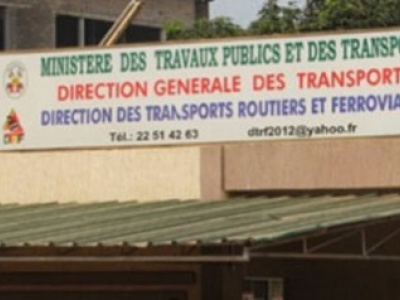 MINISTERE DES TRAVAUX PUBLICS ET DES TRANSPO
DIRECTION GENERALE DES TRANSPORT
DIRECTION DES TRANSPORTS ROUTIERS ET FERROVIA
Tél.: 22 51 42 63 dtrf2012@yahoo.fr